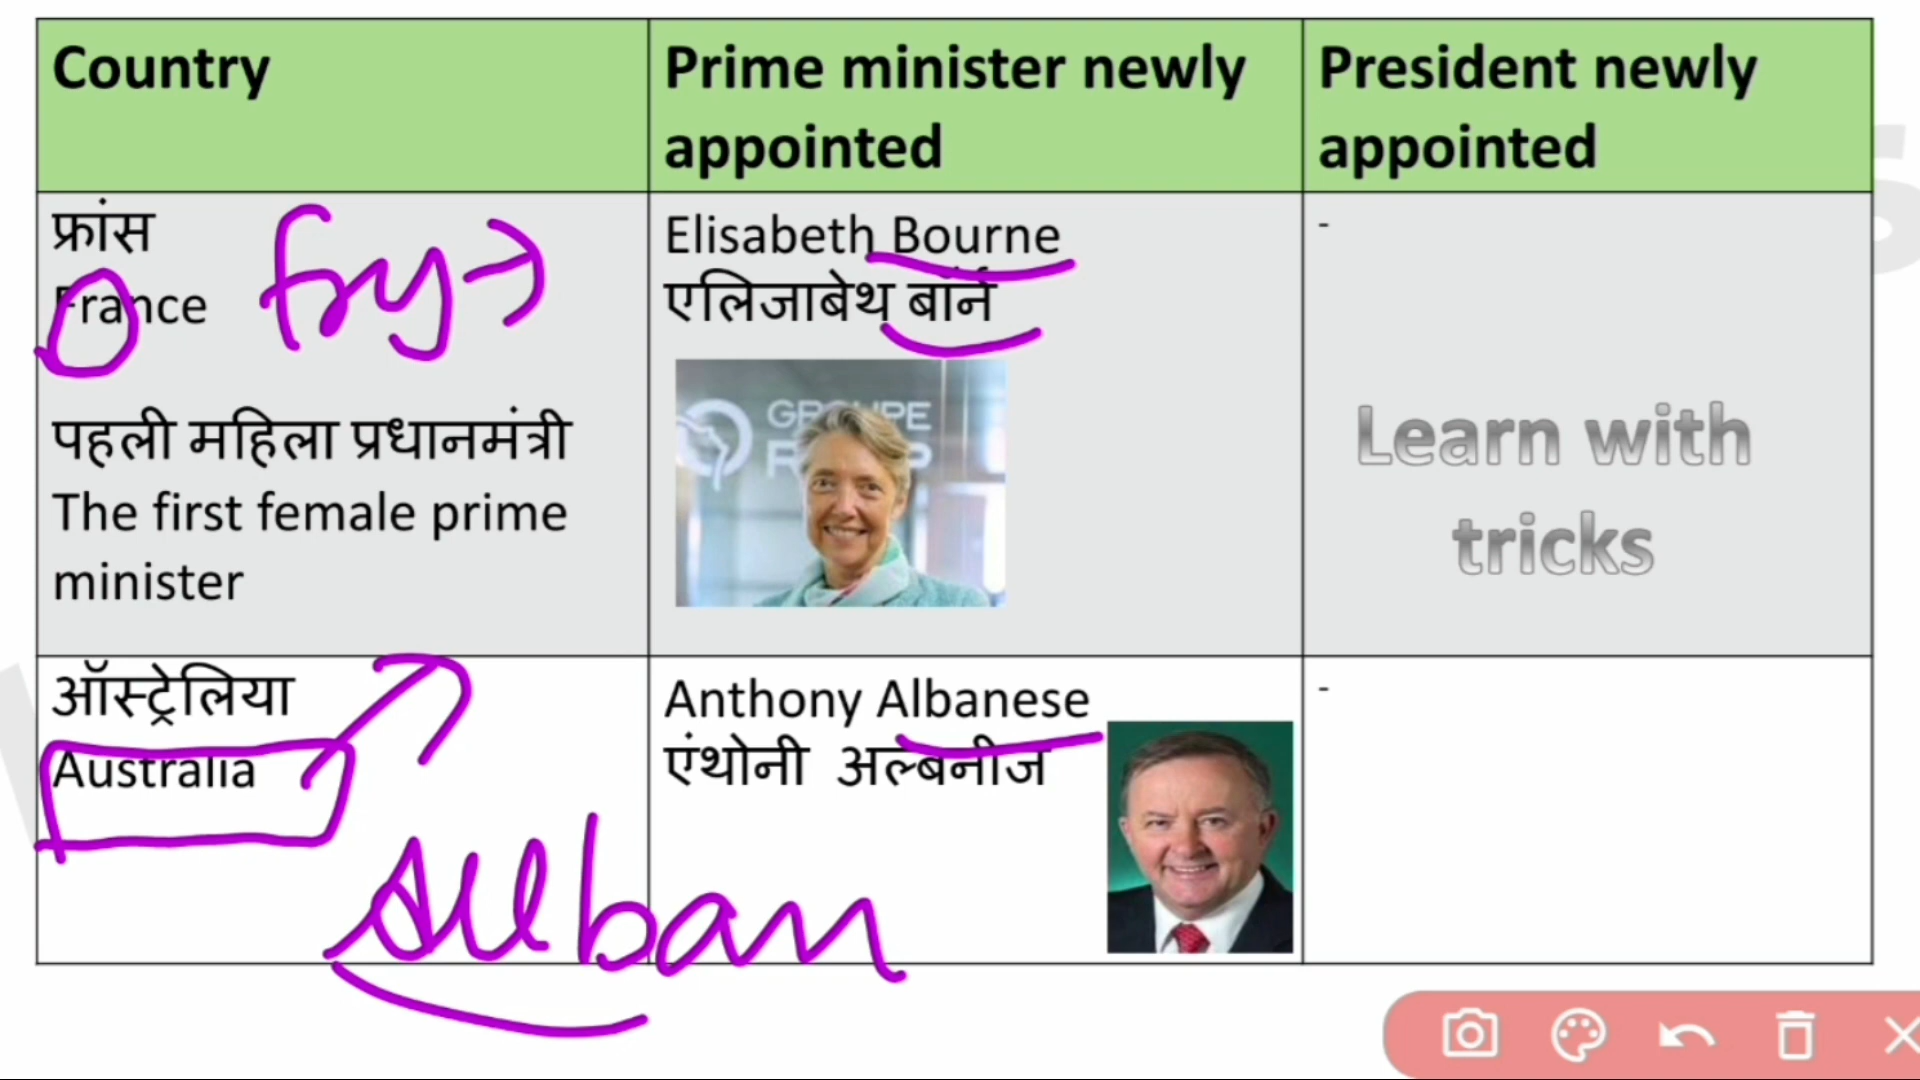 Country
Prime minister newly
appointed
President newly
appointed
फ्रांस
France
fry
पहली महिला प्रधानमंत्री
The first female prime
minister
Elisabeth Bourne
एलिजाबेथ बॉर्न
-
Learn with
tricks
ऑस्ट्रेलिया
Australia
Anthony Albanese
एंथोनी अल्बनीज
-